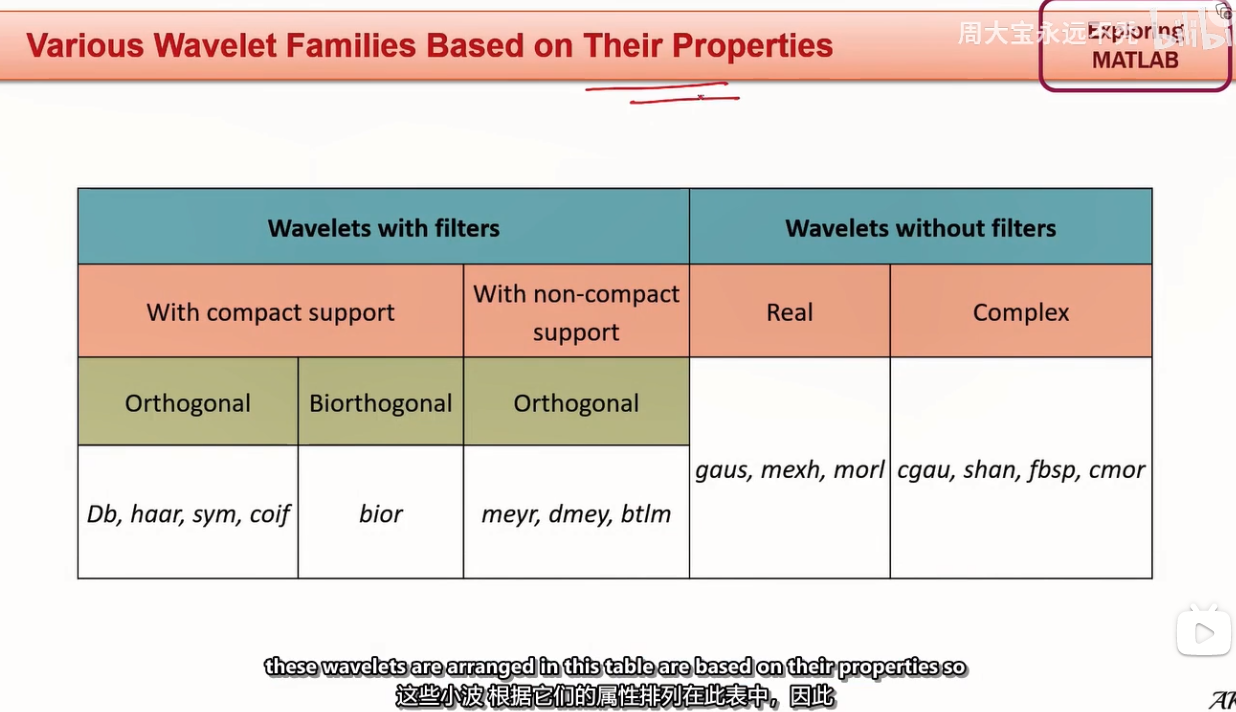 Various Wavelet Families Based on Their Properties
周大宝永远
bilibili
Exploring
MATLAB
Wavelets with filters
Wavelets without filters
With compact support
With non-compact
support
Real
Complex
Orthogonal
Biorthogonal
Orthogonal
gaus, mexh, morl
cgau, shan, fbsp, cmor
Db, haar, sym, coif
bior
meyr, dmey, btlm
these wavelets are arranged in this table are based on their properties so
这些小波 根据它们的属性排列在此表中，因此